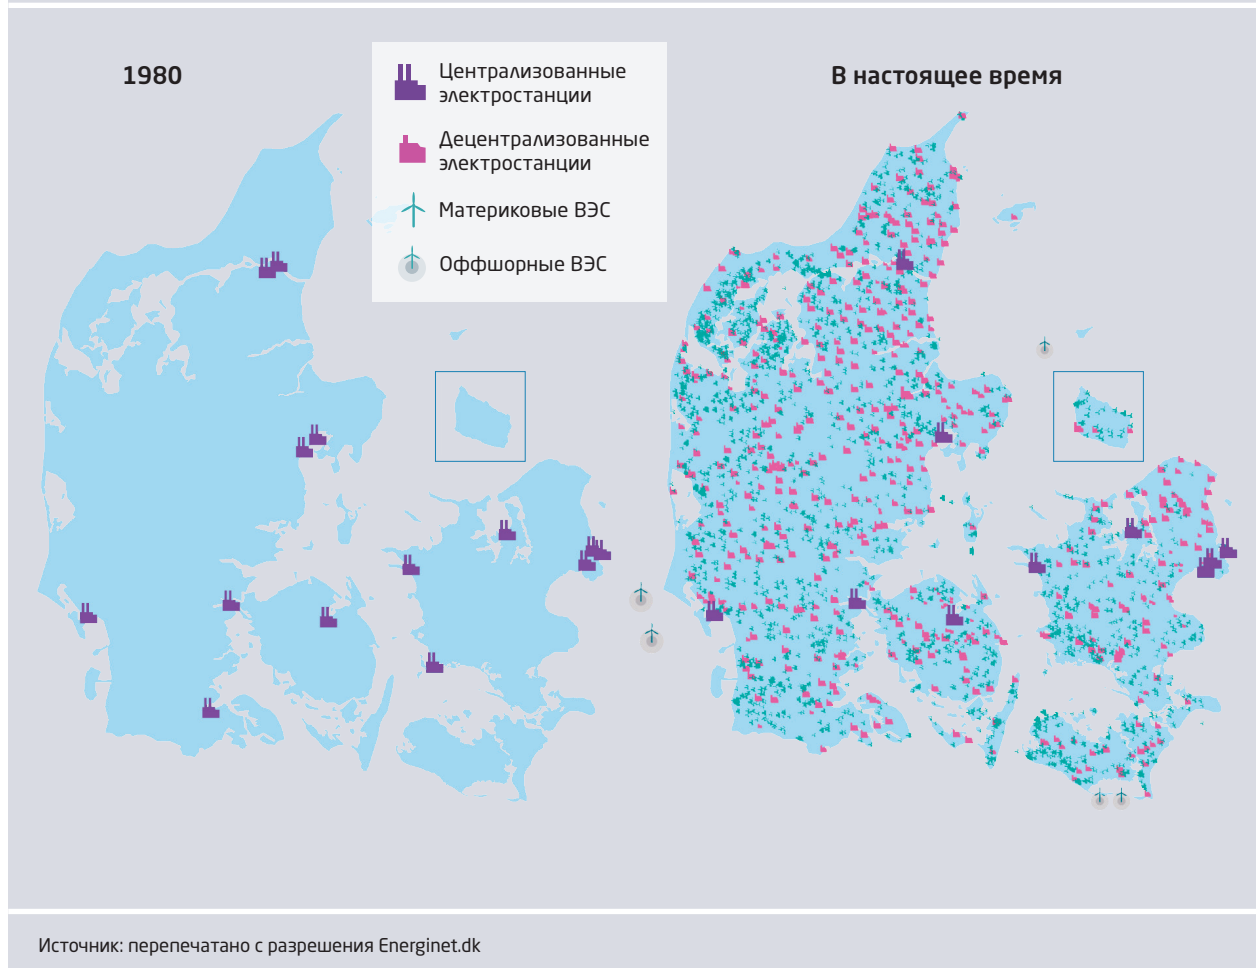 1980
Централизованные
электростанции
Децентрализованные
электростанции
Материковые ВЭС
Оффшорные ВЭС
В настоящее время
Источник: перепечатано с разрешения Energinet.dk